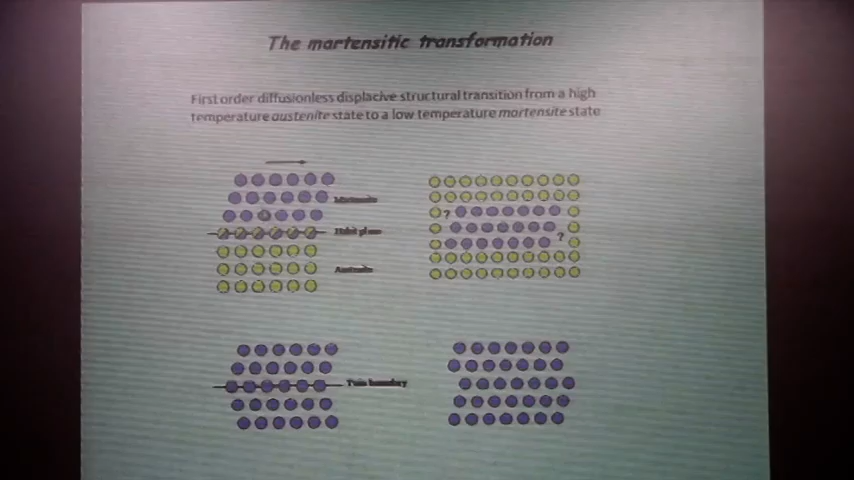 The martensitic transformation
First order diffusionless displacive structural transition from a high
temperature austenite state to a low temperature martensite state
Martensite
Habit plane
? ?
Austenite
Twin boundary